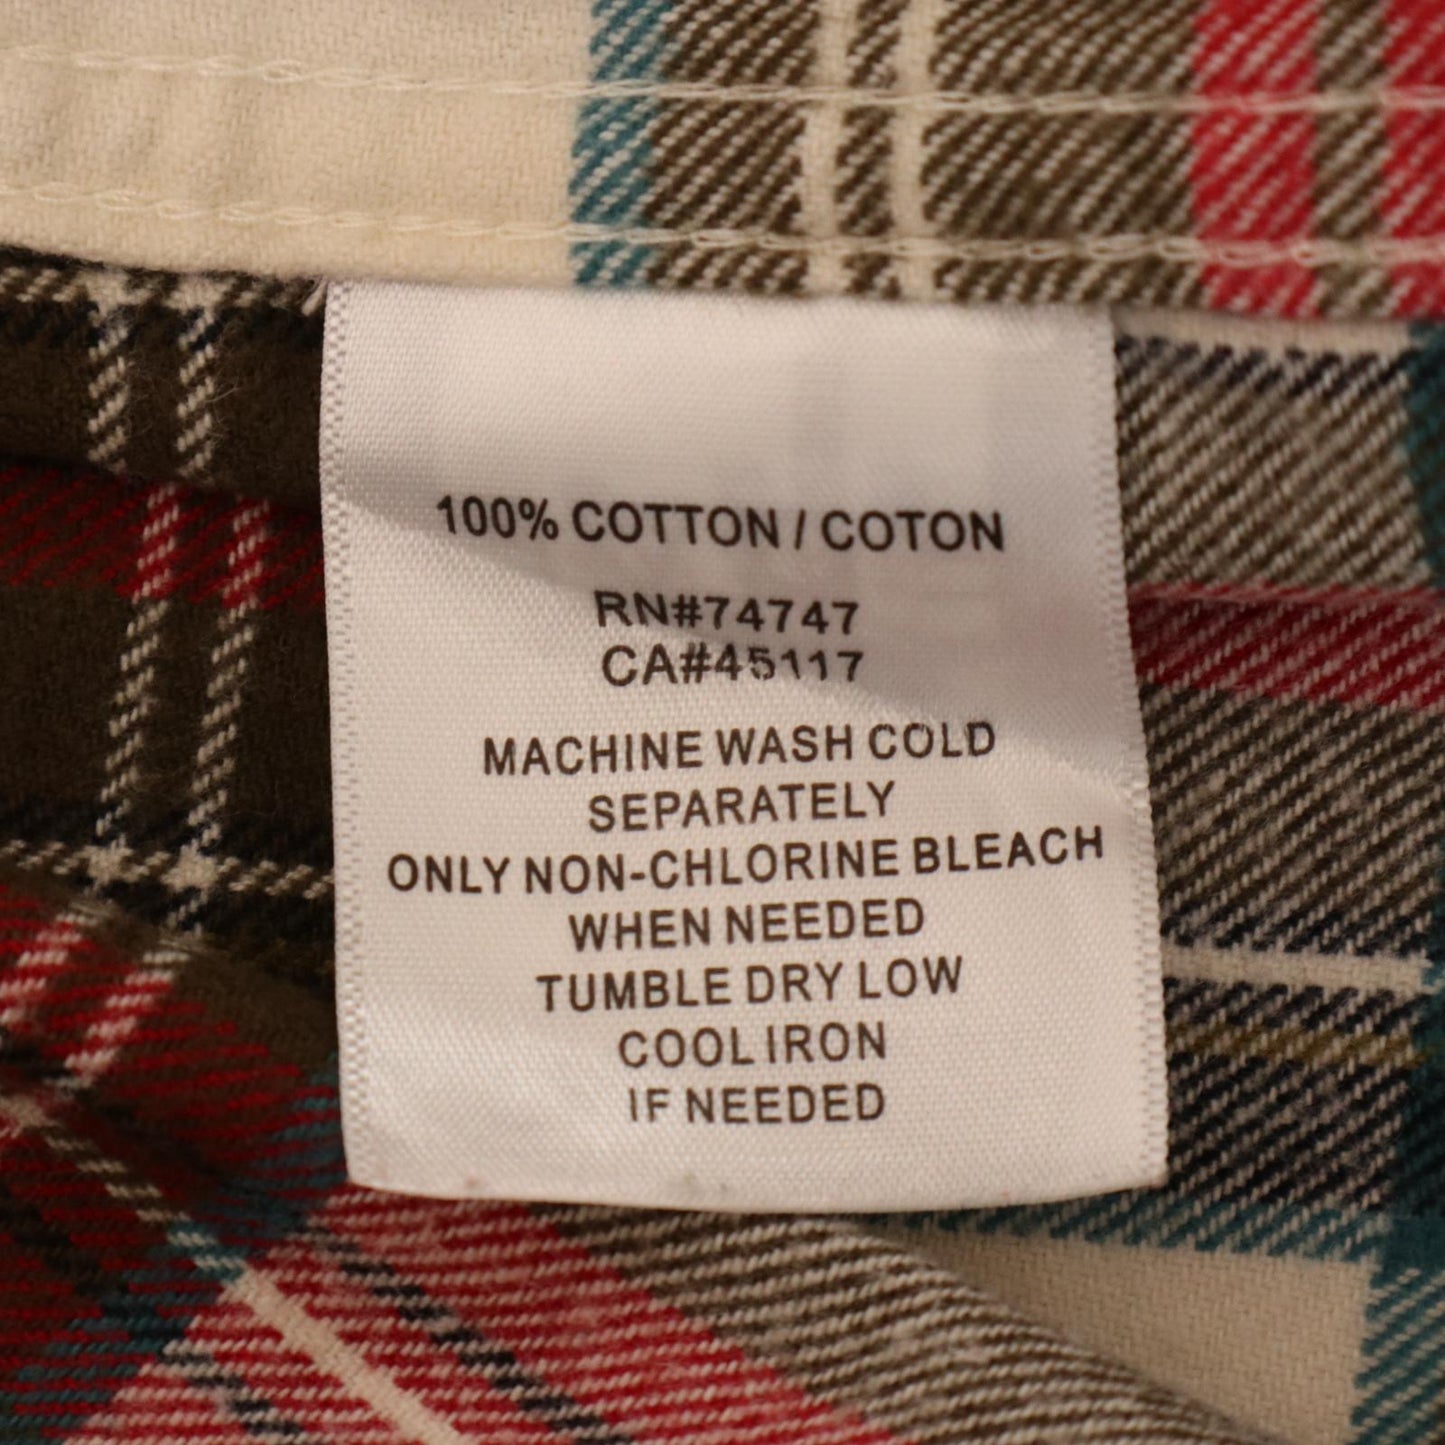 100% COTTON / COTON
RN#74747
CA#45117
MACHINE WASH COLD
SEPARATELY
ONLY NON-CHLORINE BLEACH
WHEN NEEDED
TUMBLE DRY LOW
COOL IRON
IF NEEDED